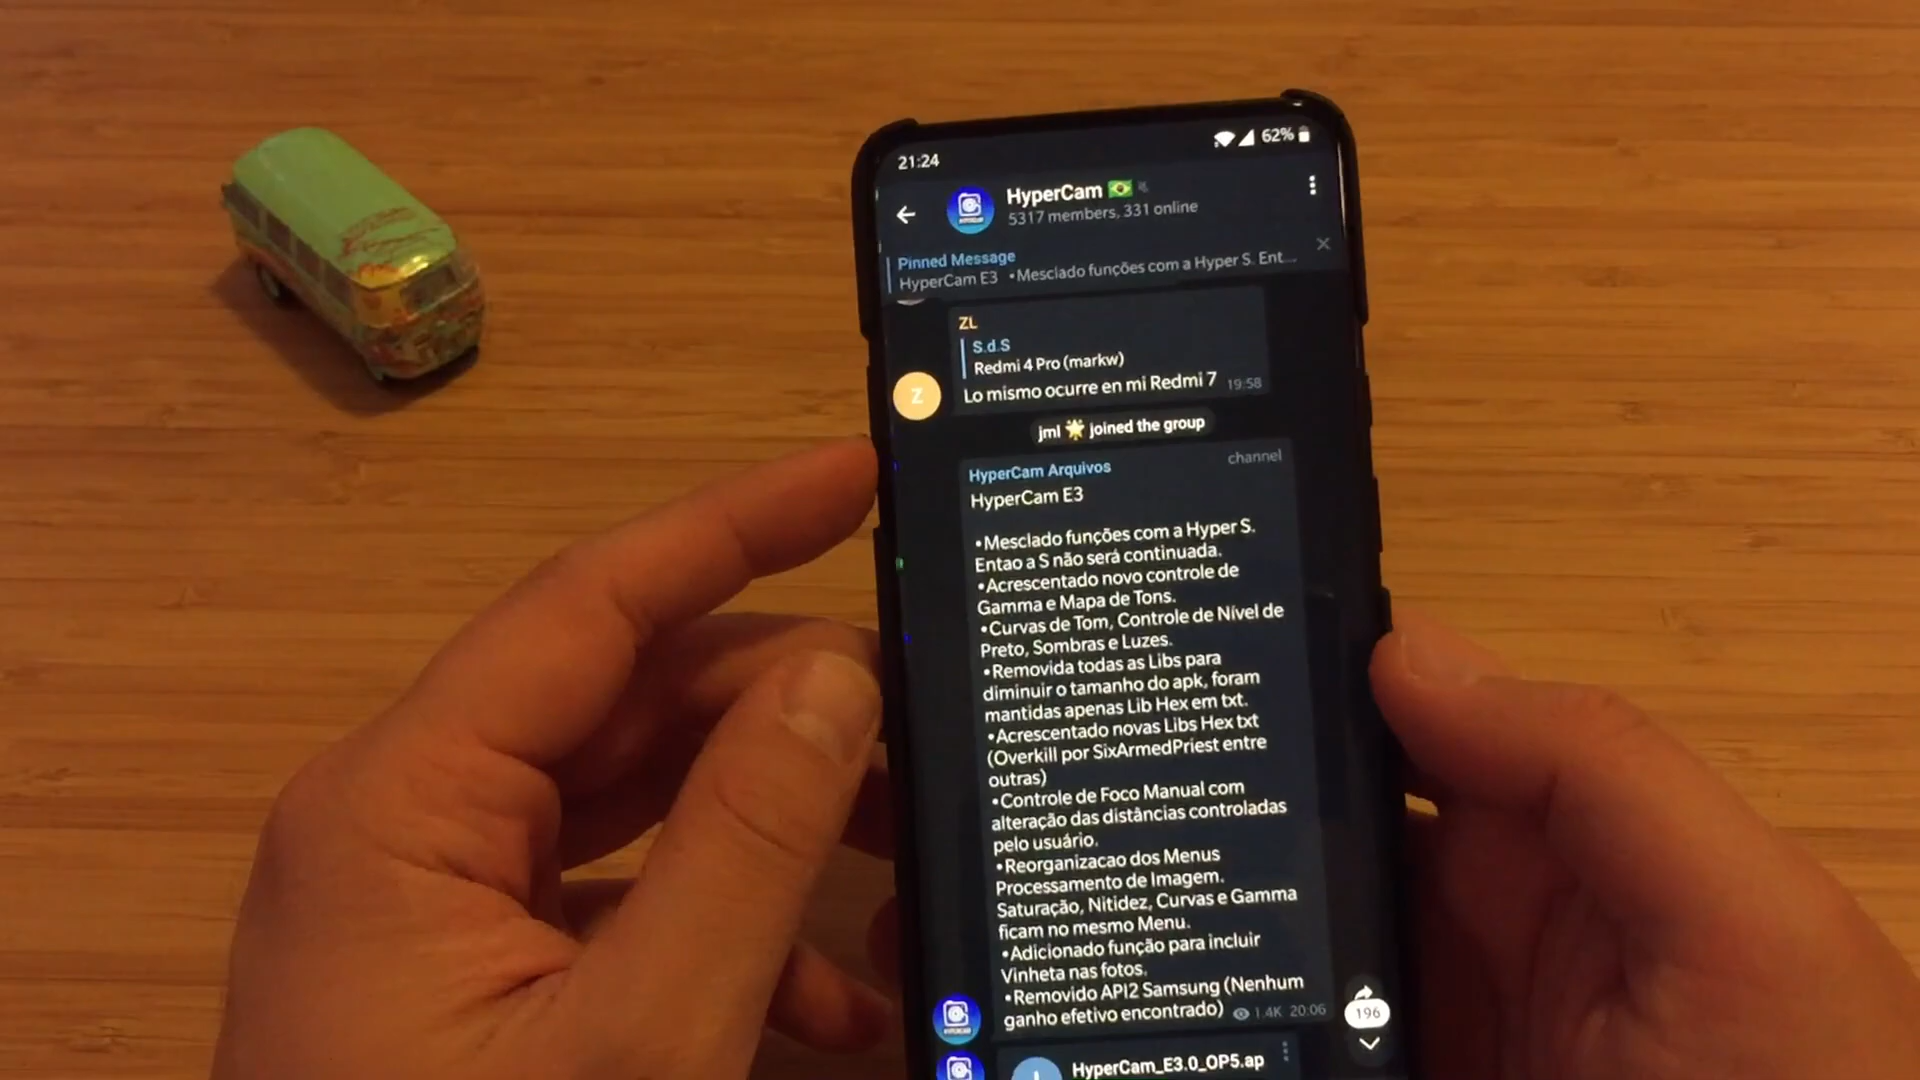 21:24
62%
HyperCam 🇧🇷
5317 members, 331 online
Pinned Message
HyperCam E3 •Mesclado funções com a Hyper S. Ent...
ZL
S.d.S
Redmi 4 Pro (markw)
Lo mismo ocurre en mi Redmi 7 19:58
Z
jml 🌟 joined the group
HyperCam Arquivos channel
HyperCam E3
•Mesclado funções com a Hyper S.
Entao a S não será continuada.
•Acrescentado novo controle de
Gamma e Mapa de Tons.
•Curvas de Tom, Controle de Nível de
Preto, Sombras e Luzes.
•Removida todas as Libs para
diminuir o tamanho do apk, foram
mantidas apenas Lib Hex em txt.
•Acrescentado novas Libs Hex txt
(Overkill por SixArmedPriest entre
outras)
•Controle de Foco Manual com
alteração das distâncias controladas
pelo usuário.
•Reorganizacao dos Menus
Processamento de Imagem.
Saturação, Nitidez, Curvas e Gamma
ficam no mesmo Menu.
•Adicionado função para incluir
Vinheta nas fotos.
•Removido API2 Samsung (Nenhum
ganho efetivo encontrado) 1.4K 20:06
196
HyperCam_E3.0_OP5.ap